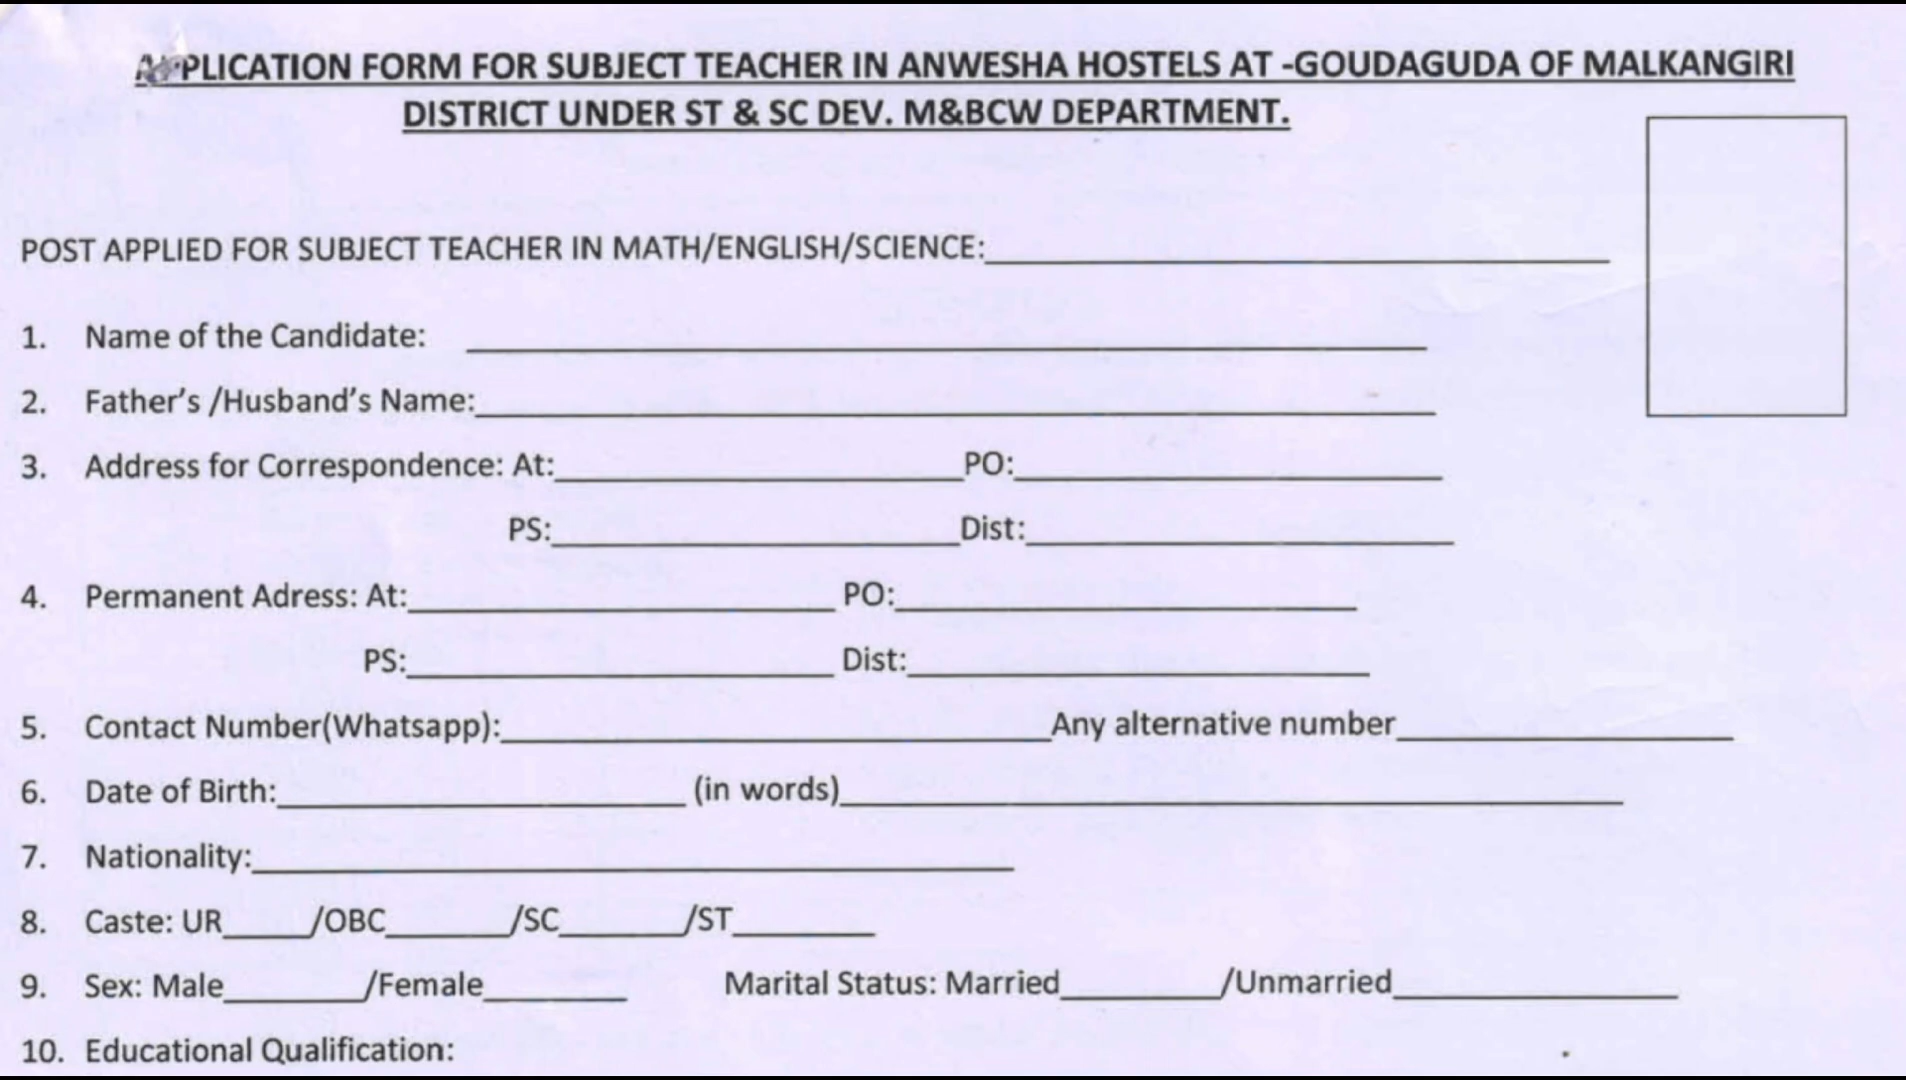 APPLICATION FORM FOR SUBJECT TEACHER IN ANWESHA HOSTELS AT -GOUDAGUDA OF MALKANGIRI
DISTRICT UNDER ST & SC DEV. M&BCW DEPARTMENT.
POST APPLIED FOR SUBJECT TEACHER IN MATH/ENGLISH/SCIENCE:
1. Name of the Candidate:
2. Father's /Husband's Name:
3. Address for Correspondence: At: PO:
PS: Dist:
4. Permanent Adress: At: PO:
PS: Dist:
5. Contact Number(Whatsapp): Any alternative number
6. Date of Birth: (in words)
7. Nationality:
8. Caste: UR /OBC /SC /ST
9. Sex: Male /Female Marital Status: Married /Unmarried
10. Educational Qualification: